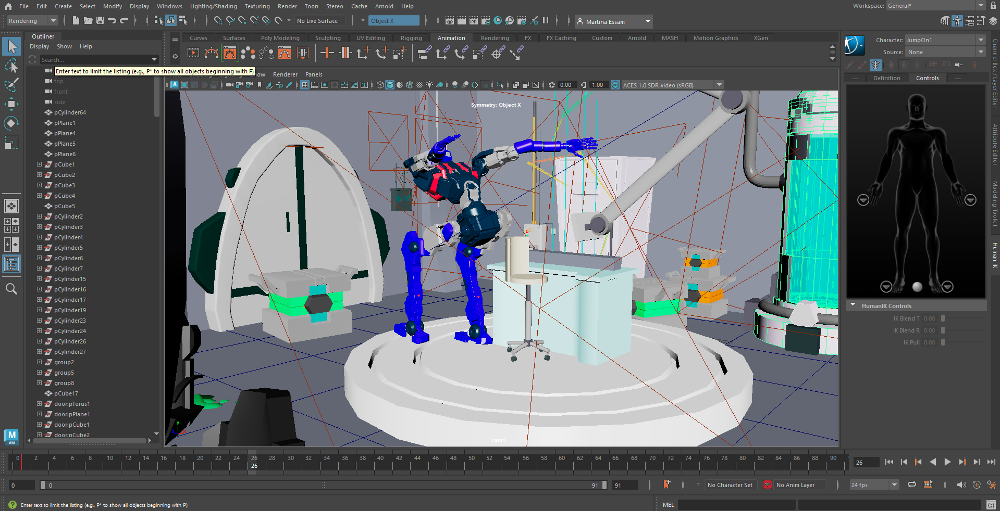 File Edit Create Select Modify Display Windows Lighting/Shading Texturing Render Toon Stereo Cache Arnold Help
Workspace: General*
Rendering
No Live Surface
Object X
IPR
Martina Essam
Outliner
Display Show Help
Search...
Enter text to limit the listing (e.g., P* to show all objects beginning with P)
top
front
side
pCylinder64
pPlane1
pPlane4
pPlane5
pPlane6
pCube1
pCube2
pCube3
pCube4
pCube5
pCylinder2
pCylinder3
pCylinder4
pCylinder5
pCylinder6
pCylinder7
pCylinder15
pCylinder16
pCylinder17
pCylinder19
pCylinder23
pCylinder24
pCylinder26
pCylinder27
group2
group5
group8
pCube17
door:pTorus1
door:pPlane1
door:pCube1
door:pCube2
M
AYA
Curves Surfaces Poly Modeling Sculpting UV Editing Rigging Animation Rendering FX FX Caching Custom Arnold MASH Motion Graphics XGen
Renderer Panels
0.00 1.00 ON ACES 1.0 SDR-video (sRGB)
Symmetry: Object X
cam1
y
z
x
Character: JumpOn1
Source: None
--- Definition Controls ---
HumanIK Controls
IK Blend T 0.00
IK Blend R 0.00
IK Pull 0.00
Channel Box / Layer Editor
Attribute Editor
Modeling Toolkit
Human IK
0 2 4 6 8 10 12 14 16 18 20 22 24 26 28 30 32 34 36 38 40 42 44 46 48 50 52 54 56 58 60 62 64 66 68 70 72 74 76 78 80 82 84 86 88 90
26
26
0 0 91 91
No Character Set
No Anim Layer
24 fps
Enter text to limit the listing (e.g., P* to show all objects beginning with P)
MEL